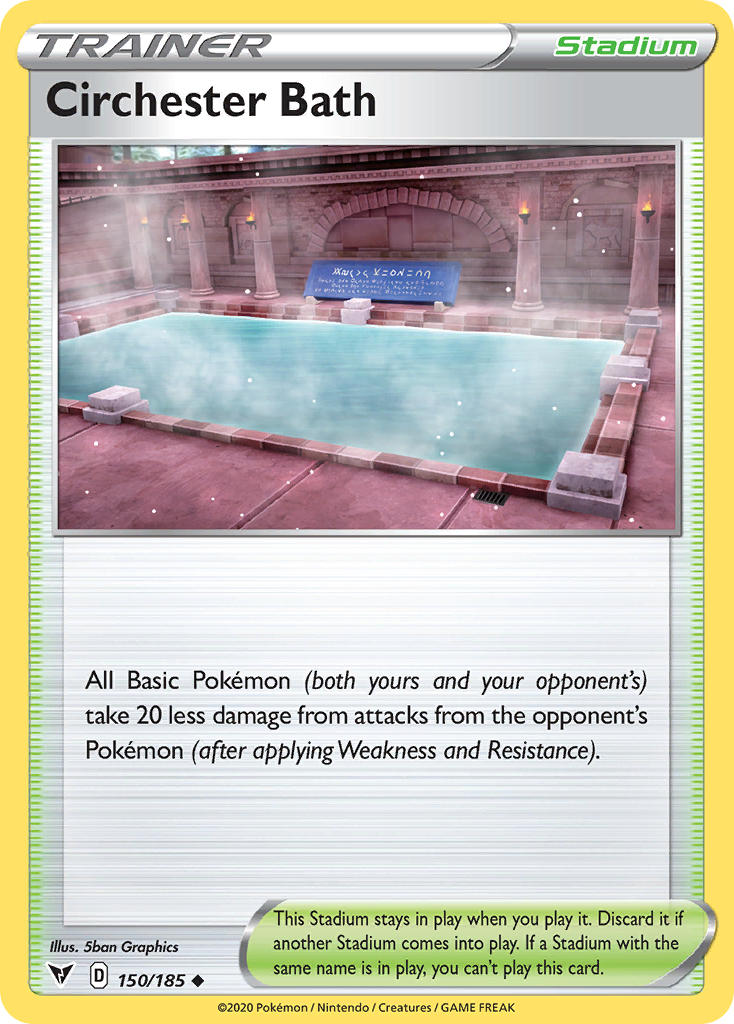 TRAINER
Stadium
Circhester Bath
All Basic Pokémon (both yours and your opponent’s)
take 20 less damage from attacks from the opponent’s
Pokémon (after applying Weakness and Resistance).
This Stadium stays in play when you play it. Discard it if
another Stadium comes into play. If a Stadium with the
same name is in play, you can’t play this card.
Illus. 5ban Graphics
D 150/185 ◆
©2020 Pokémon / Nintendo / Creatures / GAME FREAK